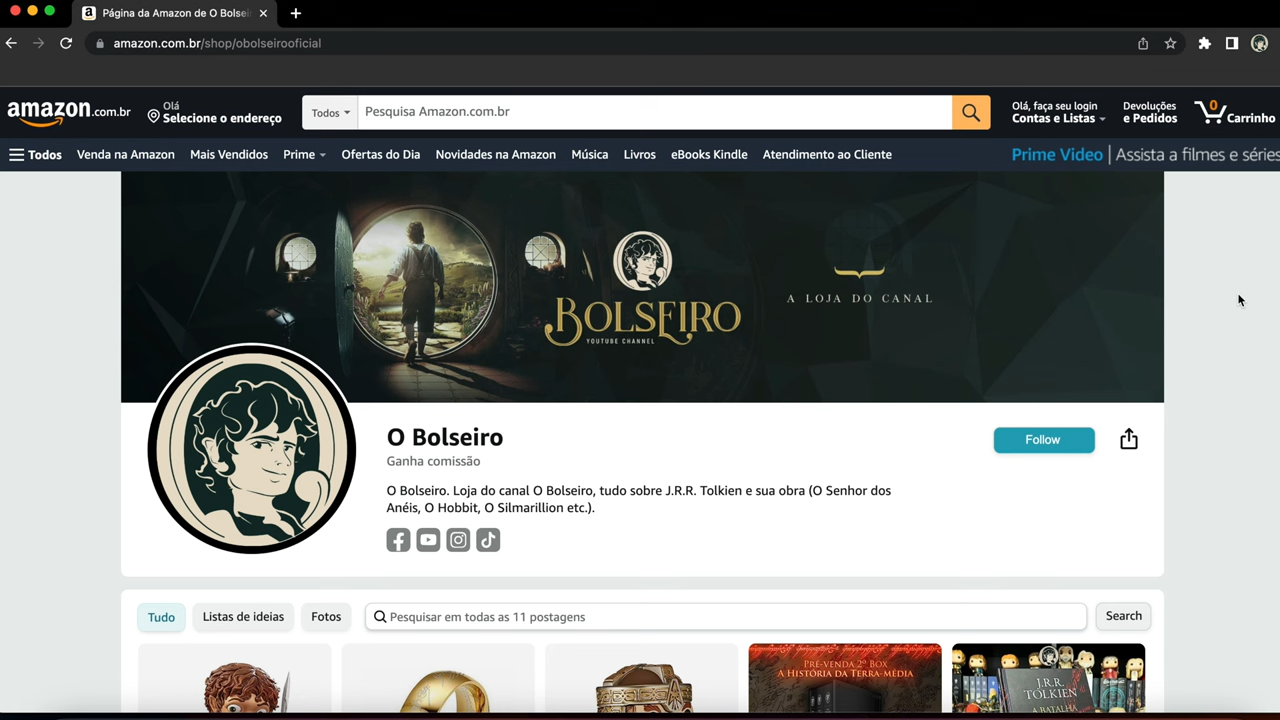 Página da Amazon de O Bolsei
amazon.com.br/shop/obolseirooficial
amazon.com.br
Olá
Selecione o endereço
Todos
Pesquisa Amazon.com.br
Olá, faça seu login
Contas e Listas
Devoluções
e Pedidos
0
Carrinho
Todos
Venda na Amazon
Mais Vendidos
Prime
Ofertas do Dia
Novidades na Amazon
Música
Livros
eBooks Kindle
Atendimento ao Cliente
Prime Video | Assista a filmes e séries
BOLSEIRO
YOUTUBE CHANNEL
A LOJA DO CANAL
O Bolseiro
Ganha comissão
Follow
O Bolseiro. Loja do canal O Bolseiro, tudo sobre J.R.R. Tolkien e sua obra (O Senhor dos
Anéis, O Hobbit, O Silmarillion etc.).
Tudo
Listas de ideias
Fotos
Pesquisar em todas as 11 postagens
Search
PRÉ-VENDA 2º BOX
A HISTÓRIA DA TERRA-MÉDIA
J.R.R.
TOLKIEN
A BATALHA